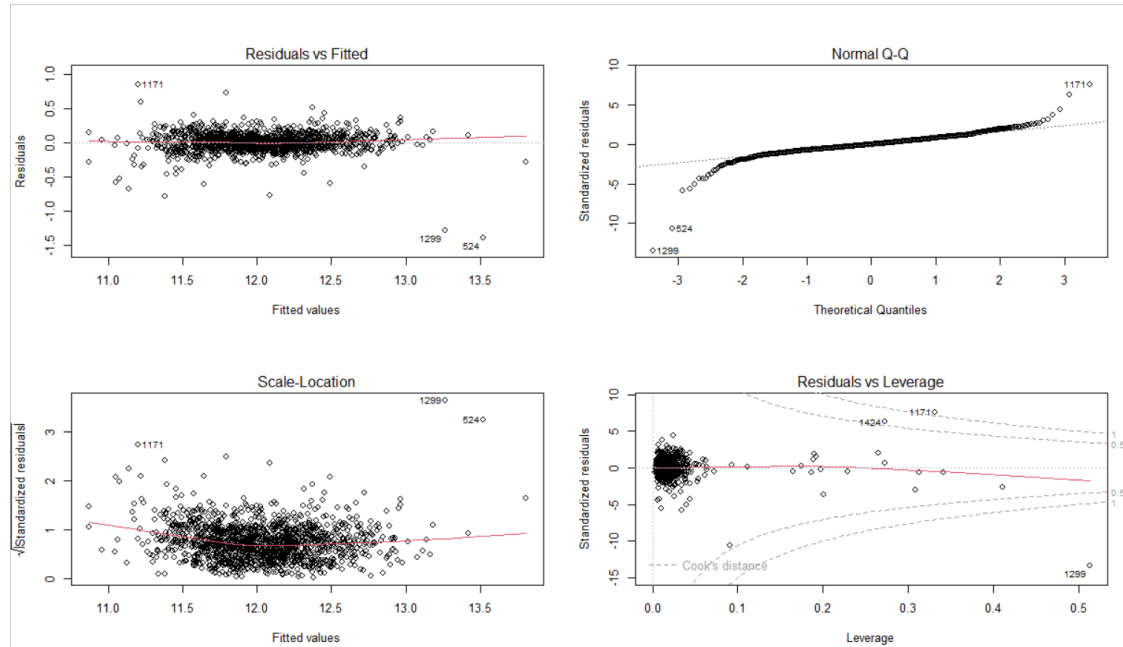 Residuals vs Fitted
Residuals
1.0
0.5
0.0
-0.5
-1.0
-1.5
1171
1299
524
11.0 11.5 12.0 12.5 13.0 13.5
Fitted values
Normal Q-Q
Standardized residuals
10
5
0
-5
-10
1171
524
1299
-3 -2 -1 0 1 2 3
Theoretical Quantiles
Scale-Location
√|Standardized residuals|
3
2
1
0
1299
524
1171
11.0 11.5 12.0 12.5 13.0 13.5
Fitted values
Residuals vs Leverage
Standardized residuals
10
5
0
-5
-10
-15
1171
1424
1
0.5
0.5
1
Cook's distance
1299
0.0 0.1 0.2 0.3 0.4 0.5
Leverage